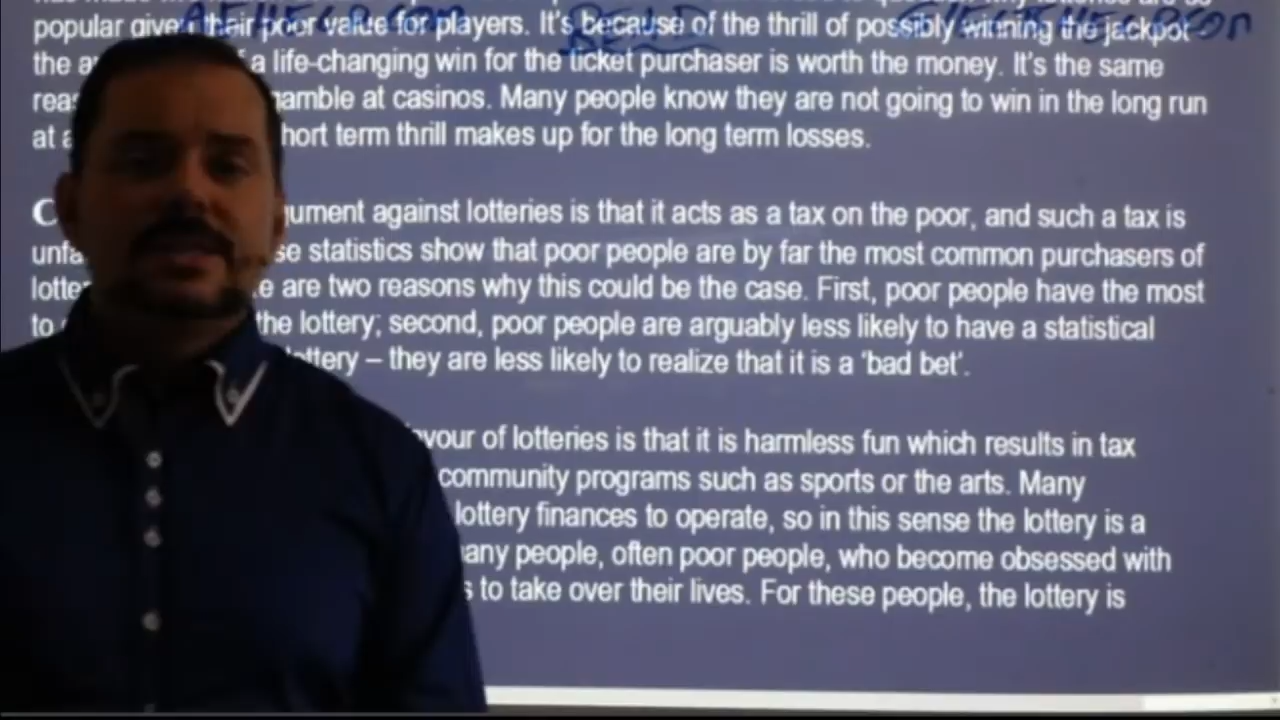 popular given their poor value for players. It's because of the thrill of possibly winning the jackpot
the a a life-changing win for the ticket purchaser is worth the money. It's the same
rea amble at casinos. Many people know they are not going to win in the long run
at a hort term thrill makes up for the long term losses.
C ument against lotteries is that it acts as a tax on the poor, and such a tax is
unfa se statistics show that poor people are by far the most common purchasers of
lotte e are two reasons why this could be the case. First, poor people have the most
to the lottery; second, poor people are arguably less likely to have a statistical
lottery – they are less likely to realize that it is a 'bad bet'.
vour of lotteries is that it is harmless fun which results in tax
community programs such as sports or the arts. Many
lottery finances to operate, so in this sense the lottery is a
any people, often poor people, who become obsessed with
s to take over their lives. For these people, the lottery is